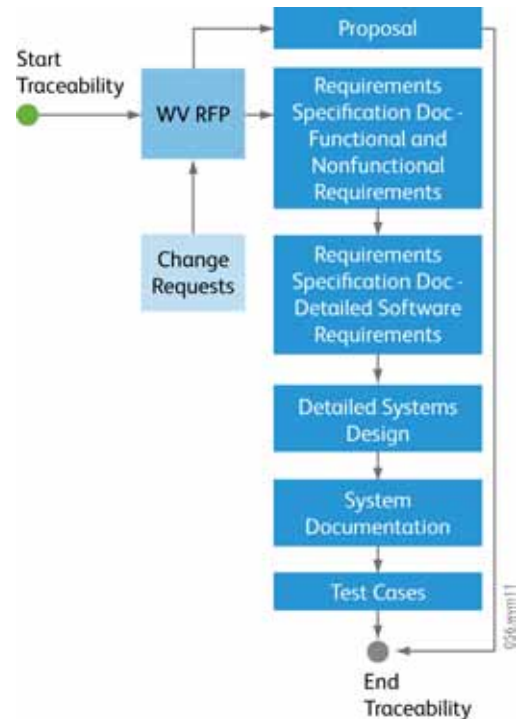 Start
Traceability
WV RFP
Change
Requests
Proposal
Requirements
Specification Doc -
Functional and
Nonfunctional
Requirements
Requirements
Specification Doc -
Detailed Software
Requirements
Detailed Systems
Design
System
Documentation
Test Cases
End
Traceability
056.wvm11